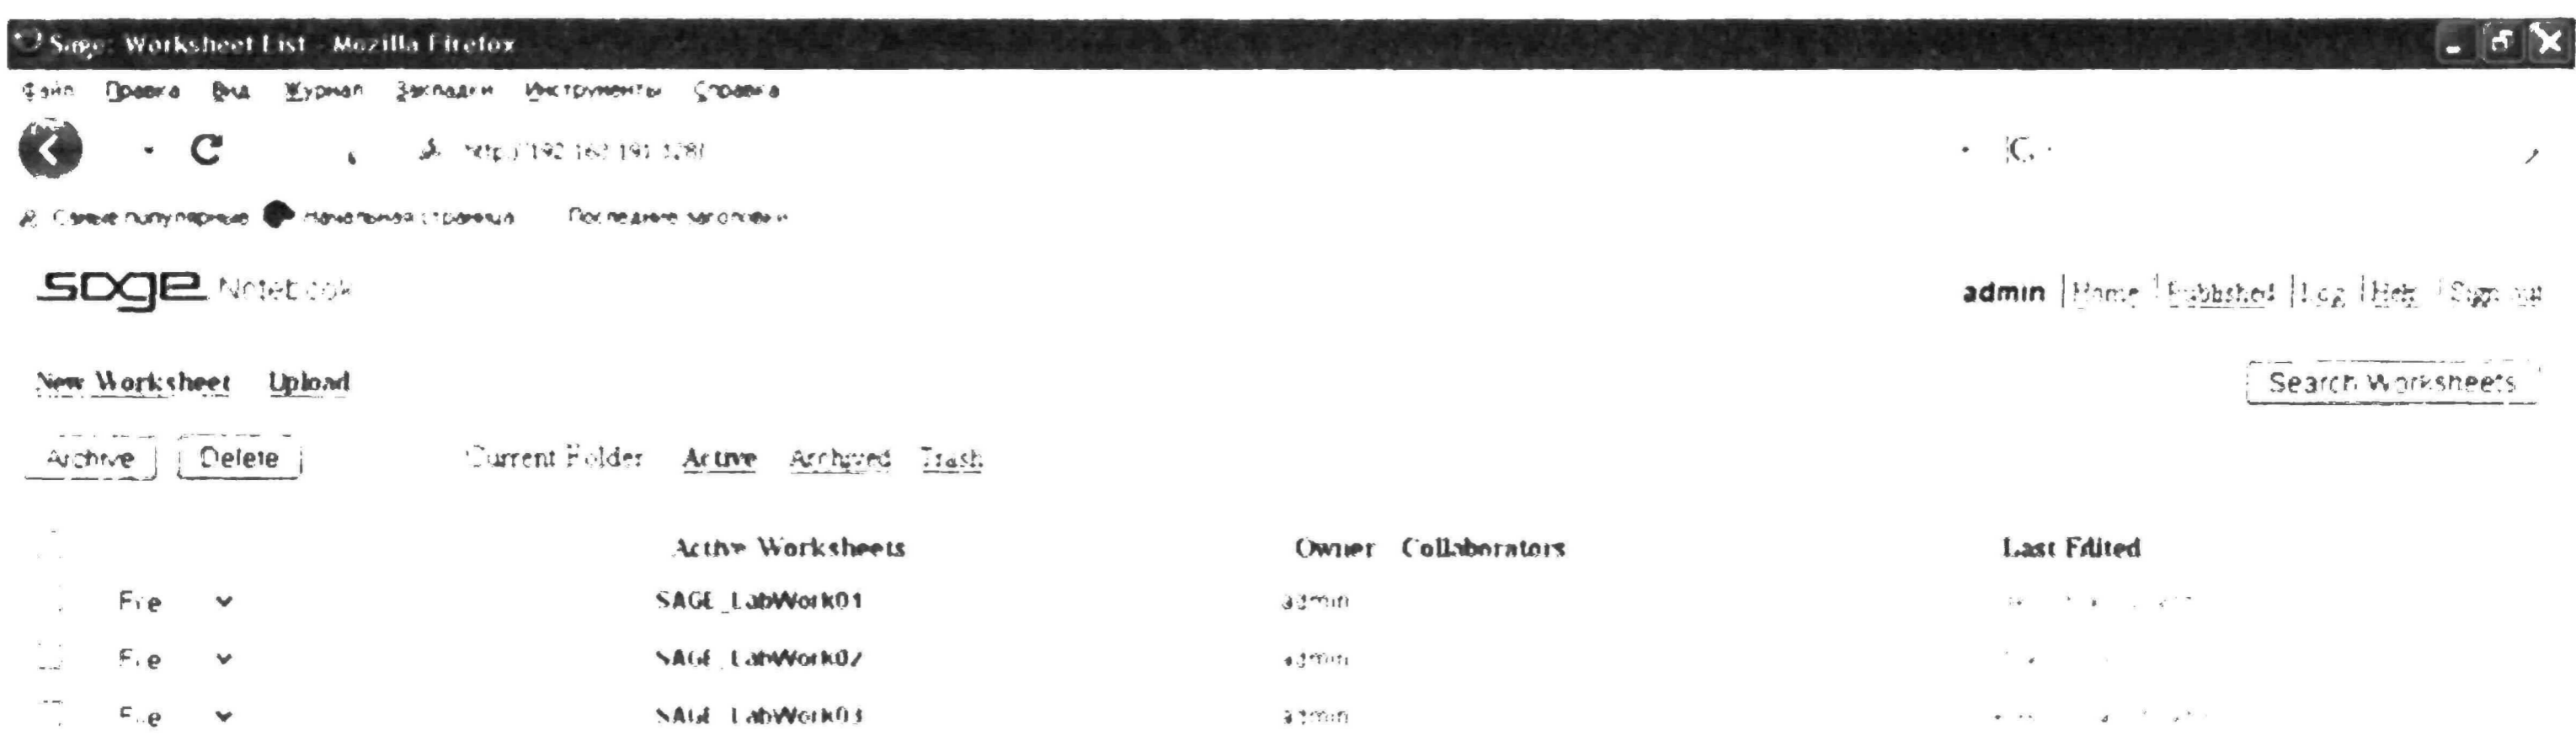 Sage: Worksheet List - Mozilla Firefox
Файл Правка Вид Журнал Закладки Инструменты Справка
Самые популярные Начальная страница Последние заголовки
sage Notebook
admin | Home | Published | Log | Help | Sign out
New Worksheet Upload
Search Worksheets
Archive Delete Current Folder Active Archived Trash
Active Worksheets Owner Collaborators Last Edited
File SAGE_LabWork01 admin
File SAGE_LabWork02 admin
File SAGE_LabWork03 admin